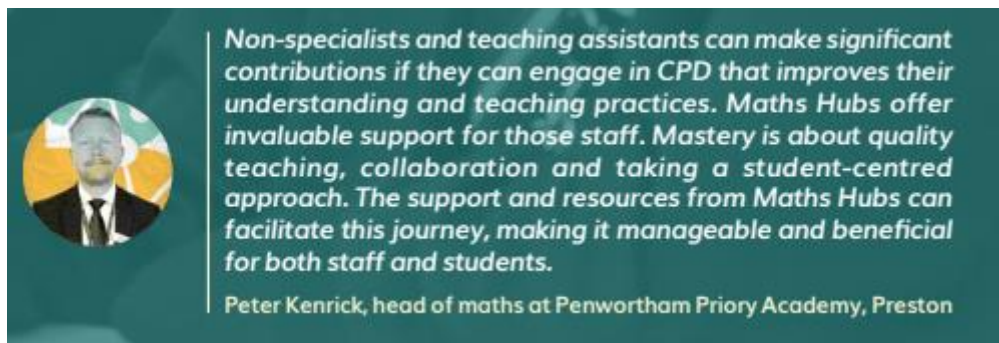 Non-specialists and teaching assistants can make significant
contributions if they can engage in CPD that improves their
understanding and teaching practices. Maths Hubs offer
invaluable support for those staff. Mastery is about quality
teaching, collaboration and taking a student-centred
approach. The support and resources from Maths Hubs can
facilitate this journey, making it manageable and beneficial
for both staff and students.
Peter Kenrick, head of maths at Penwortham Priory Academy, Preston